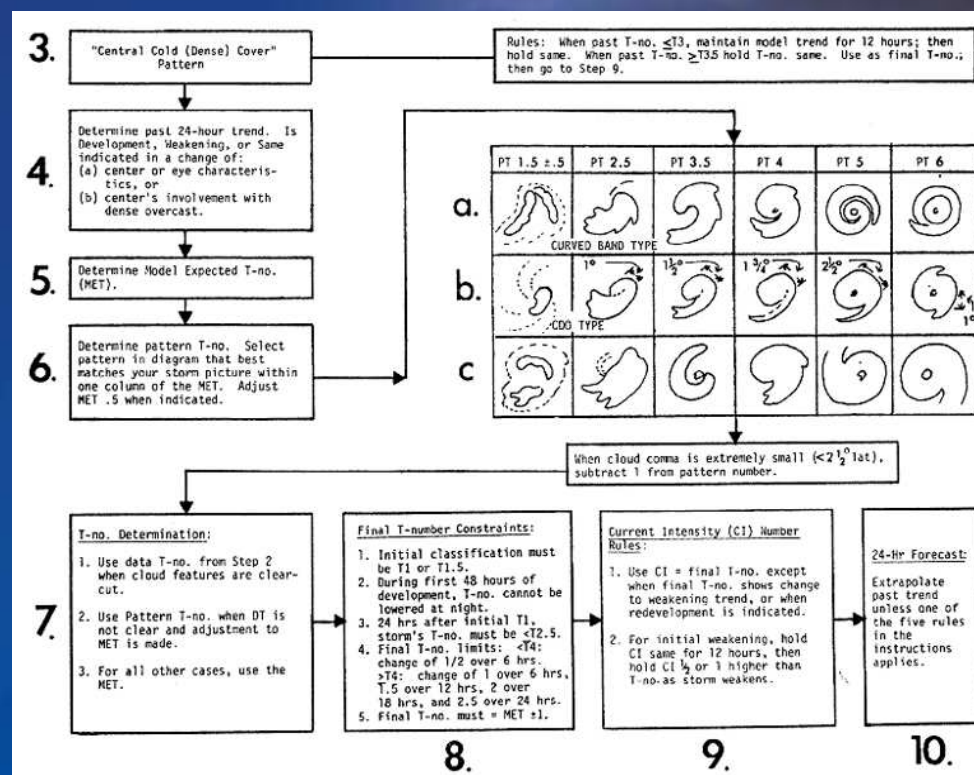 3.
"Central Cold (Dense) Cover"
Pattern
Rules: When past T-no. ≤T3, maintain model trend for 12 hours; then
hold same. When past T-no. ≥T3.5 hold T-no. same. Use as final T-no.;
then go to Step 9.
4.
Determine past 24-hour trend. Is
Development, Weakening, or Same
indicated in a change of:
(a) center or eye characteris-
tics, or
(b) center's involvement with
dense overcast.
5.
Determine Model Expected T-no.
(MET).
6.
Determine pattern T-no. Select
pattern in diagram that best
matches your storm picture within
one column of the MET. Adjust
MET .5 when indicated.
PT 1.5 ±.5 PT 2.5 PT 3.5 PT 4 PT 5 PT 6
a.
CURVED BAND TYPE
b.
1° 1½° 1 ¾° 2½°
1°
CDO TYPE
c
When cloud comma is extremely small (<2½° lat),
subtract 1 from pattern number.
7.
T-no. Determination:
1. Use data T-no. from Step 2
when cloud features are clear-
cut.
2. Use Pattern T-no. when DT is
not clear and adjustment to
MET is made.
3. For all other cases, use the
MET.
Final T-number Constraints:
1. Initial classification must
be T1 or T1.5.
2. During first 48 hours of
development, T-no. cannot be
lowered at night.
3. 24 hrs after initial T1,
storm's T-no. must be ≤T2.5.
4. Final T-no. limits: <T4:
change of 1/2 over 6 hrs.
>T4: change of 1 over 6 hrs,
1.5 over 12 hrs, 2 over
18 hrs, and 2.5 over 24 hrs.
5. Final T-no. must = MET ±1.
8.
Current Intensity (CI) Number
Rules:
1. Use CI = final T-no. except
when final T-no. shows change
to weakening trend, or when
redevelopment is indicated.
2. For initial weakening, hold
CI same for 12 hours, then
hold CI ½ or 1 higher than
T-no. as storm weakens.
9.
24-Hr Forecast:
Extrapolate
past trend
unless one of
the five rules
in the
instructions
applies.
10.